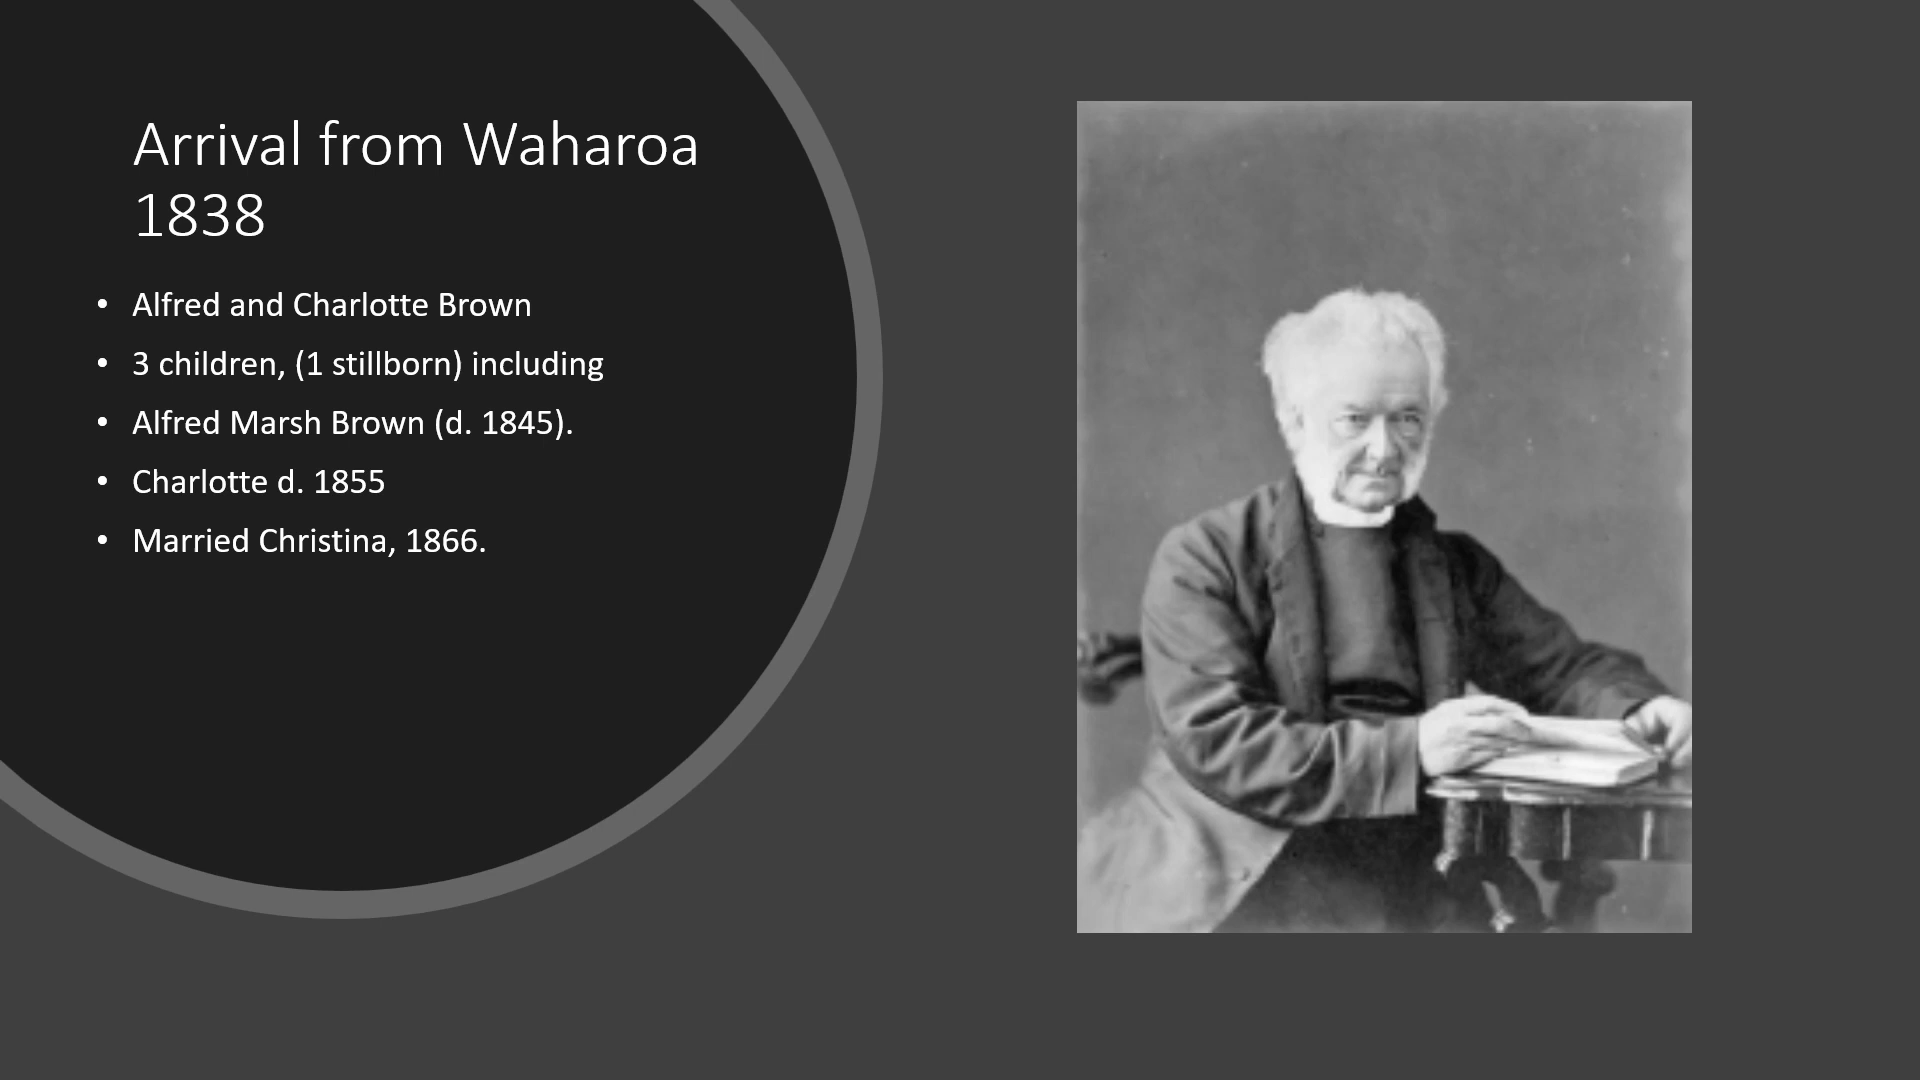 Arrival from Waharoa
1838
• Alfred and Charlotte Brown
• 3 children, (1 stillborn) including
• Alfred Marsh Brown (d. 1845).
• Charlotte d. 1855
• Married Christina, 1866.